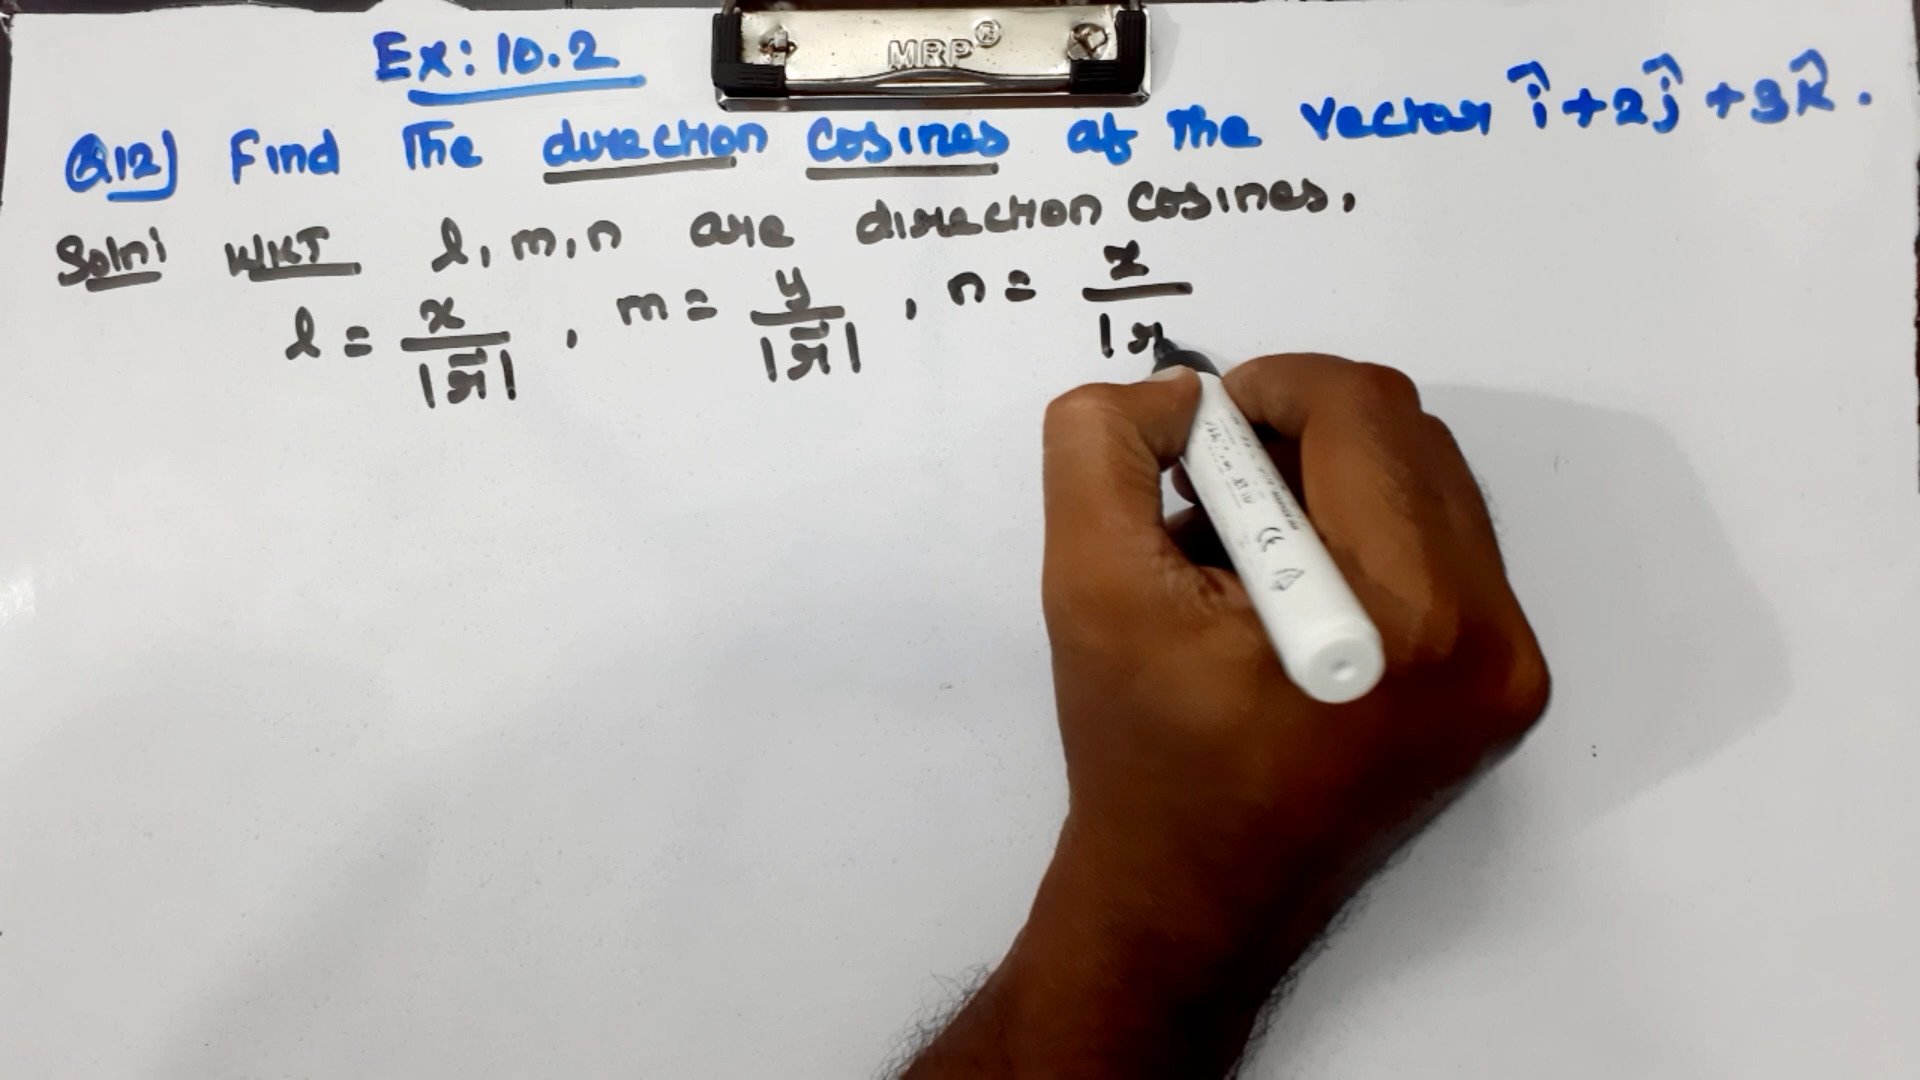 MRP®
Ex: 10.2
Q12) Find The direction cosines of The Vector î+2ĵ+3k̂.
Soln: WKT l, m, n are direction cosines.
l = x/|r̄| , m = y/|r̄| , n = z/|r
CE